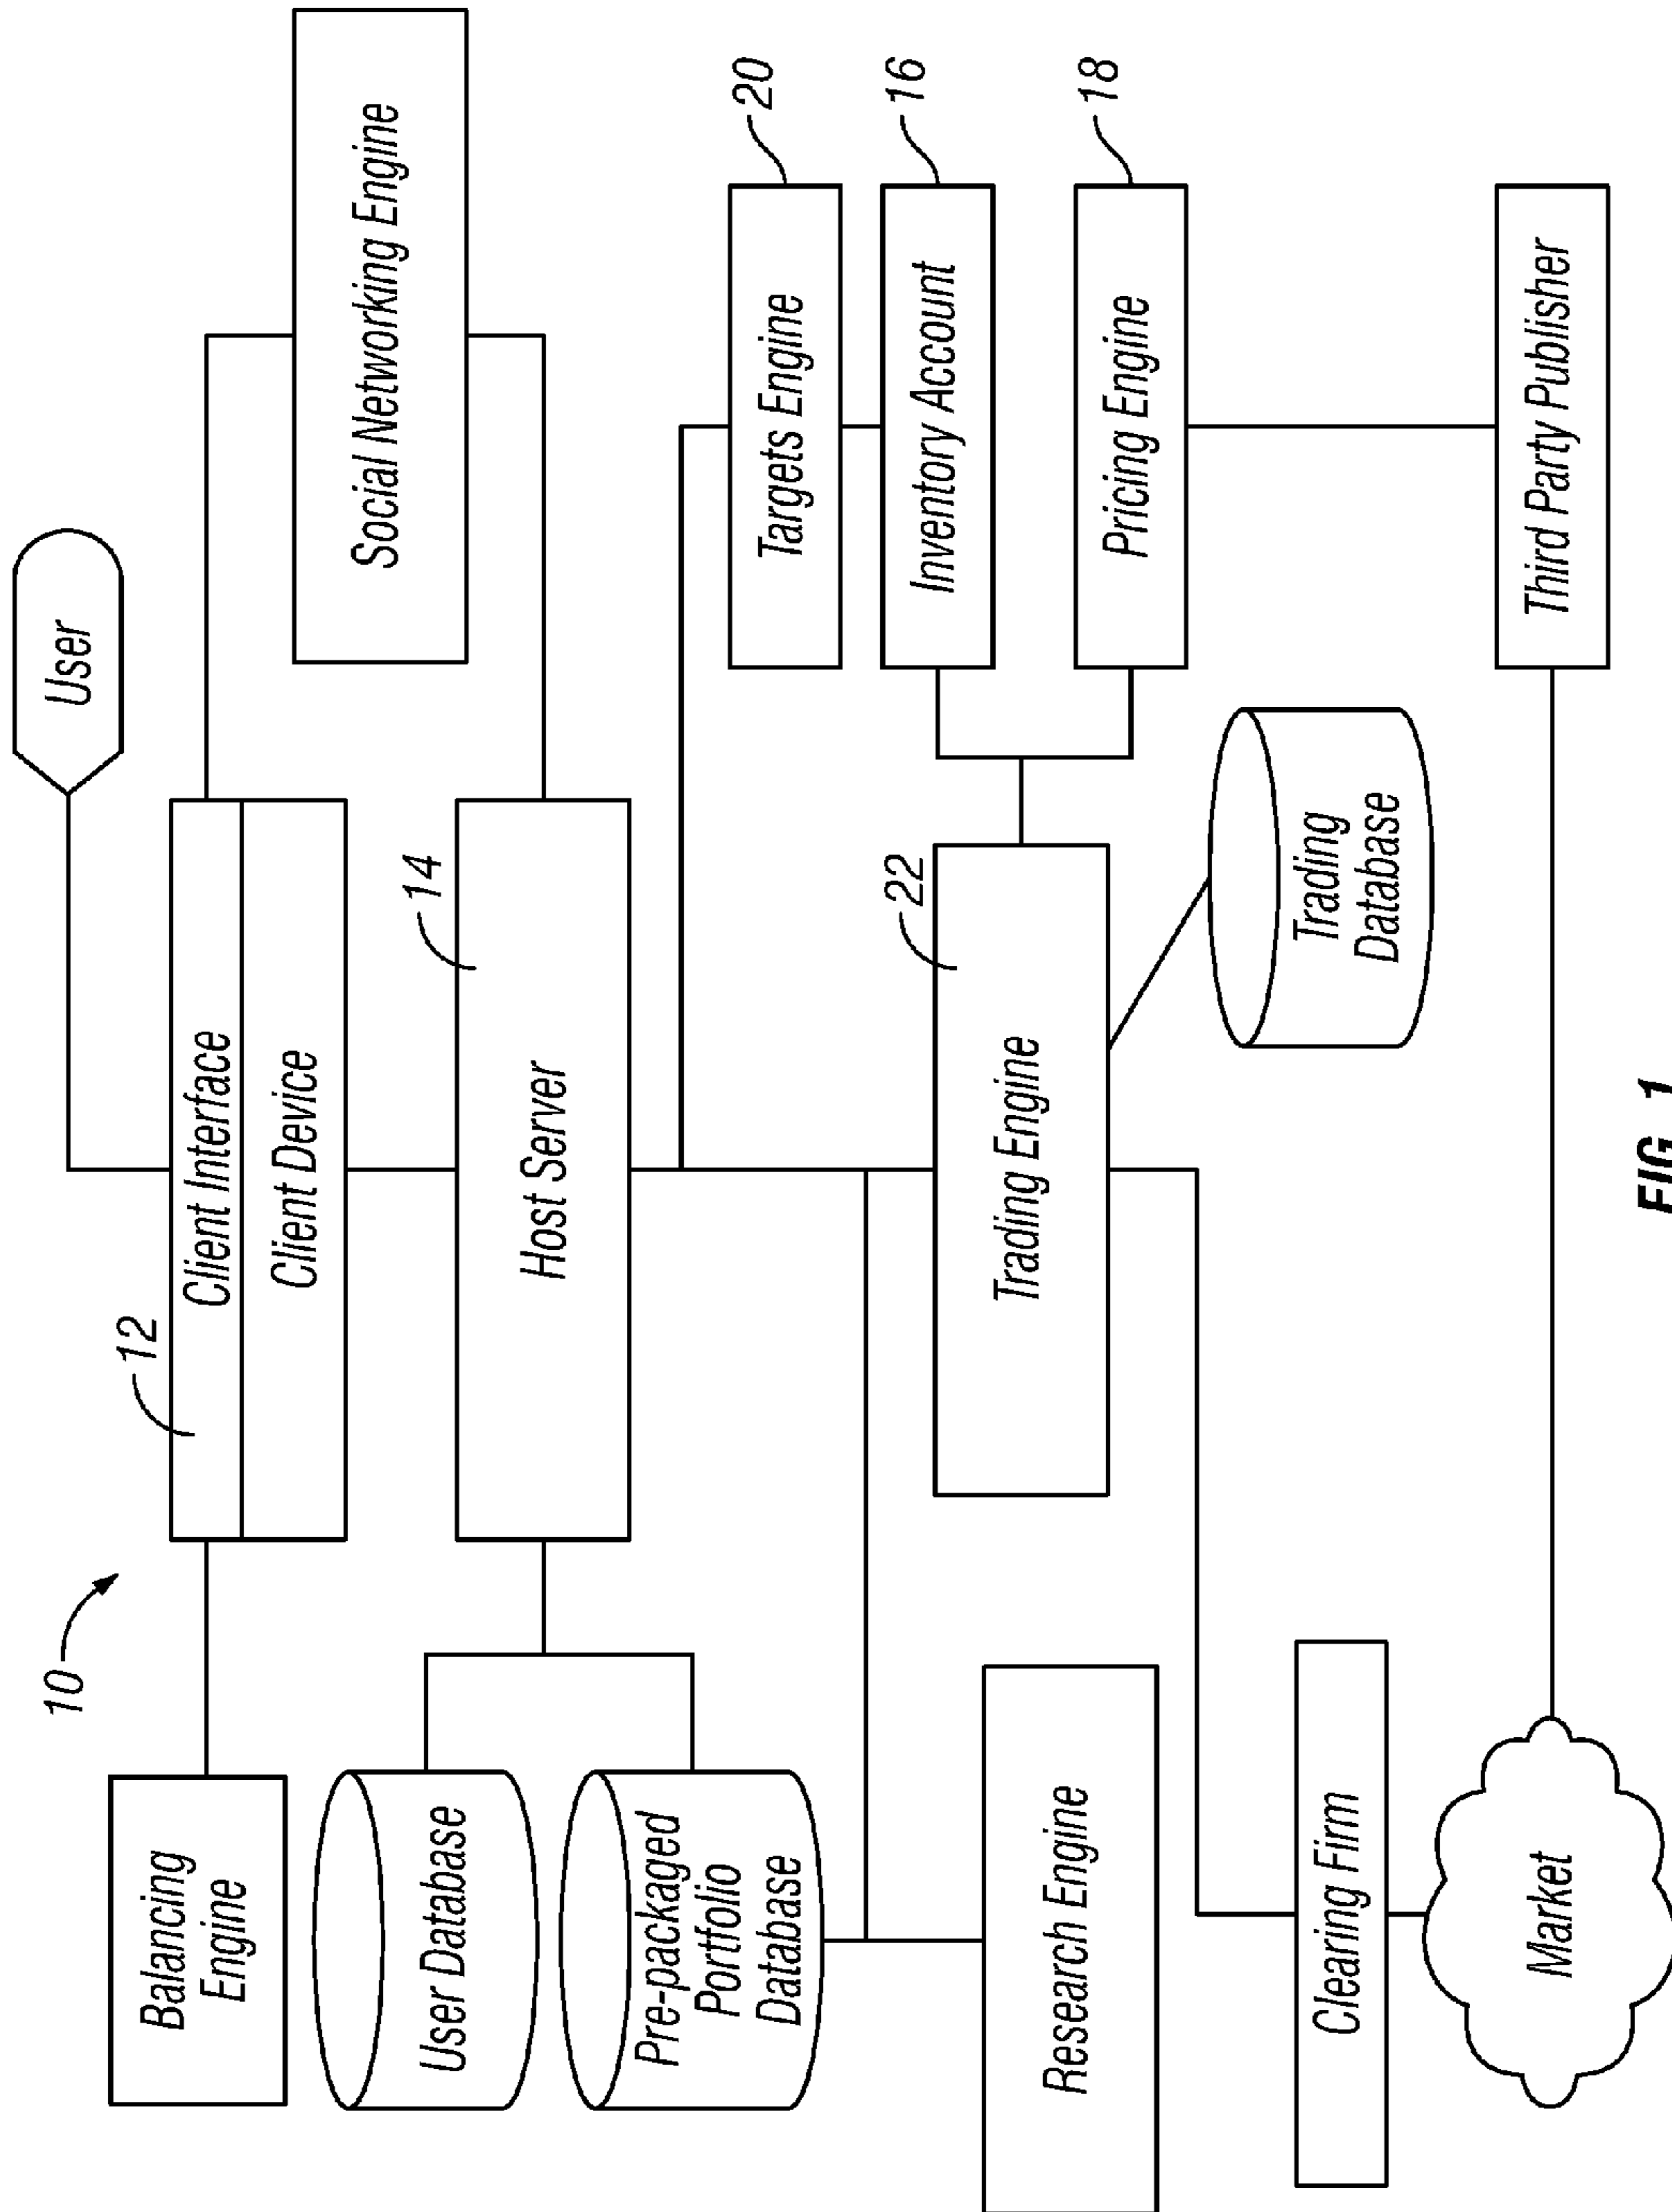 10
User
12
Client Interface
Client Device
Balancing
Engine
Social Networking Engine
14
Host Server
User Database
Pre-packaged
Portfolio
Database
Targets Engine
20
Inventory Account
16
Pricing Engine
18
22
Trading Engine
Trading
Database
Research Engine
Clearing Firm
Market
Third Party Publisher
FIG. 1